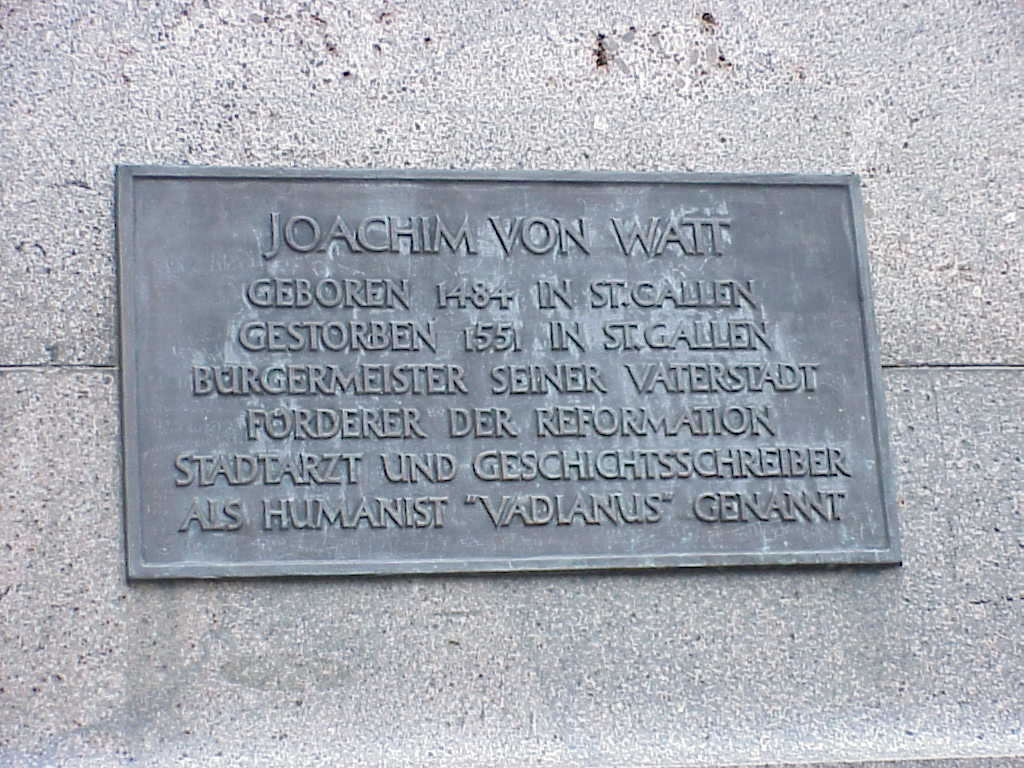 JOACHIM VON WATT
GEBOREN 1484 IN ST. GALLEN
GESTORBEN 1551 IN ST. GALLEN
BÜRGERMEISTER SEINER VATERSTADT
FÖRDERER DER REFORMATION
STADTARZT UND GESCHICHTSSCHREIBER
ALS HUMANIST "VADIANUS" GENANNT